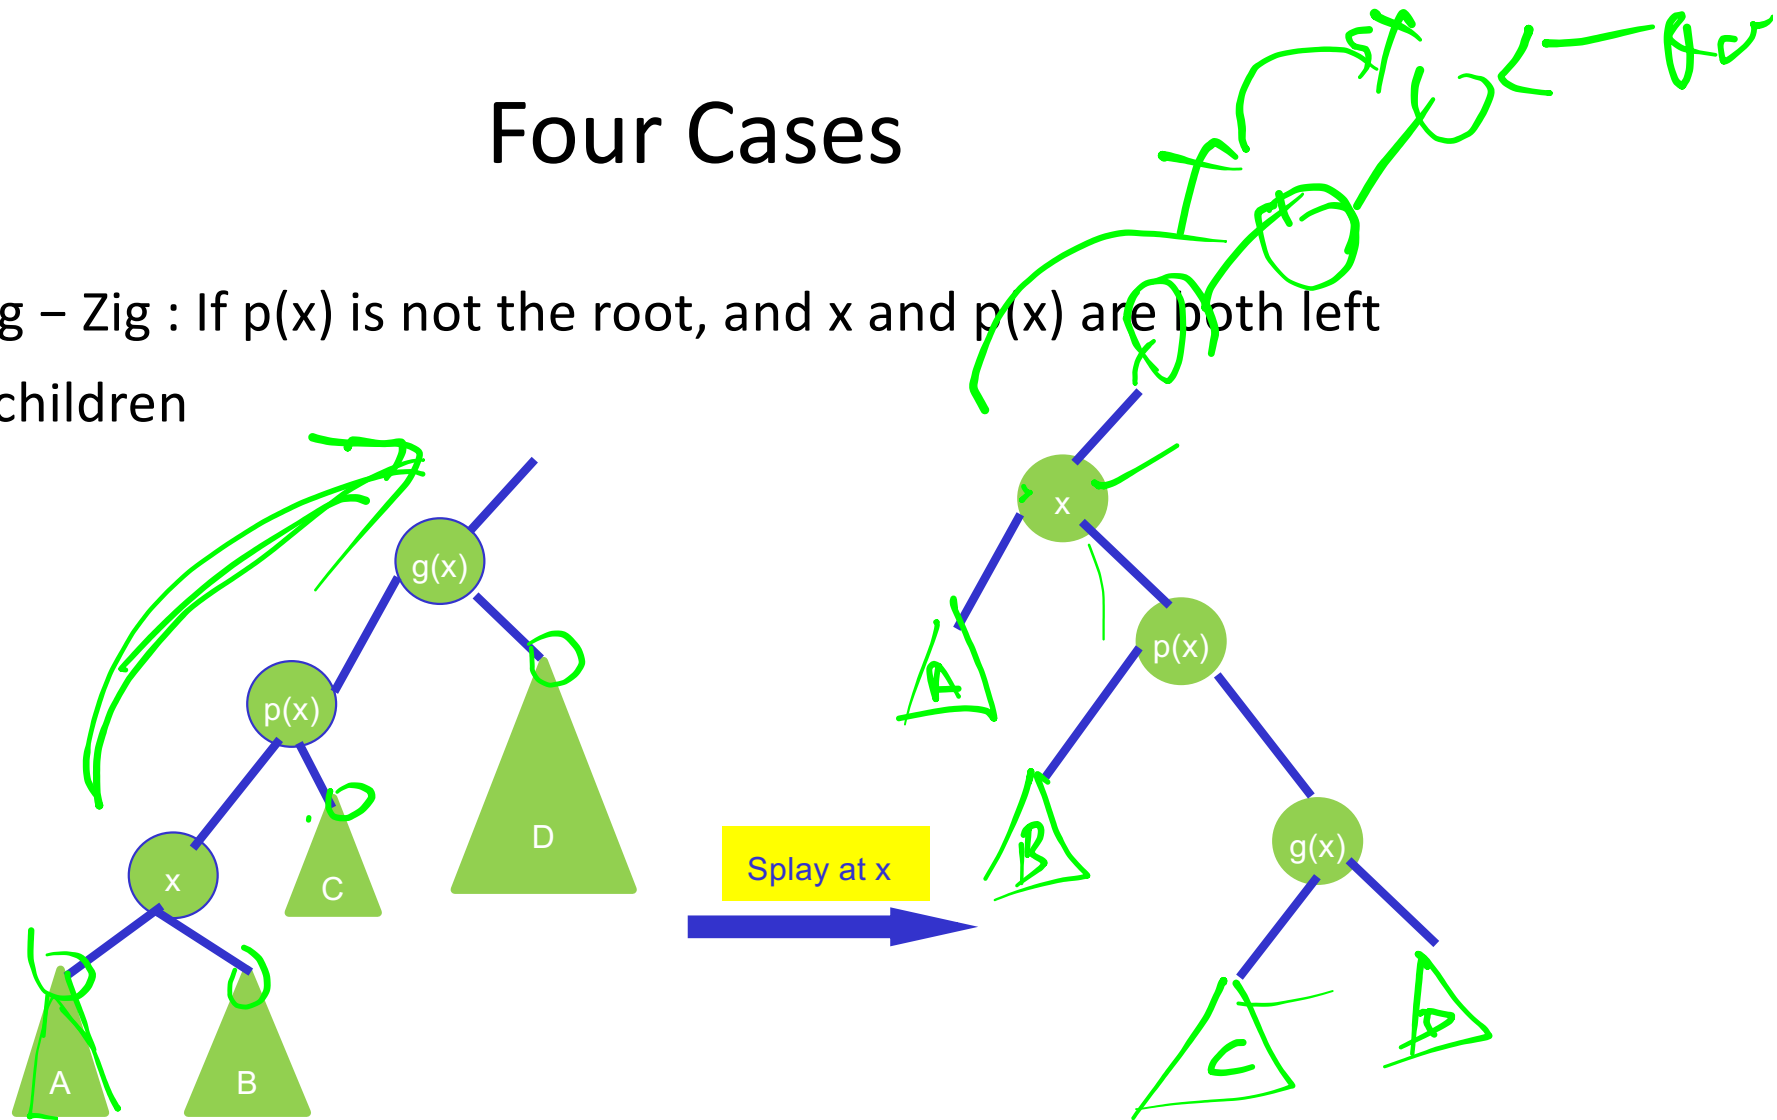 Four Cases
g – Zig : If p(x) is not the root, and x and p(x) are both left
children
g(x)
x
p(x)
p(x)
D
Splay at x
g(x)
x
C
A
B
A
B
C
D